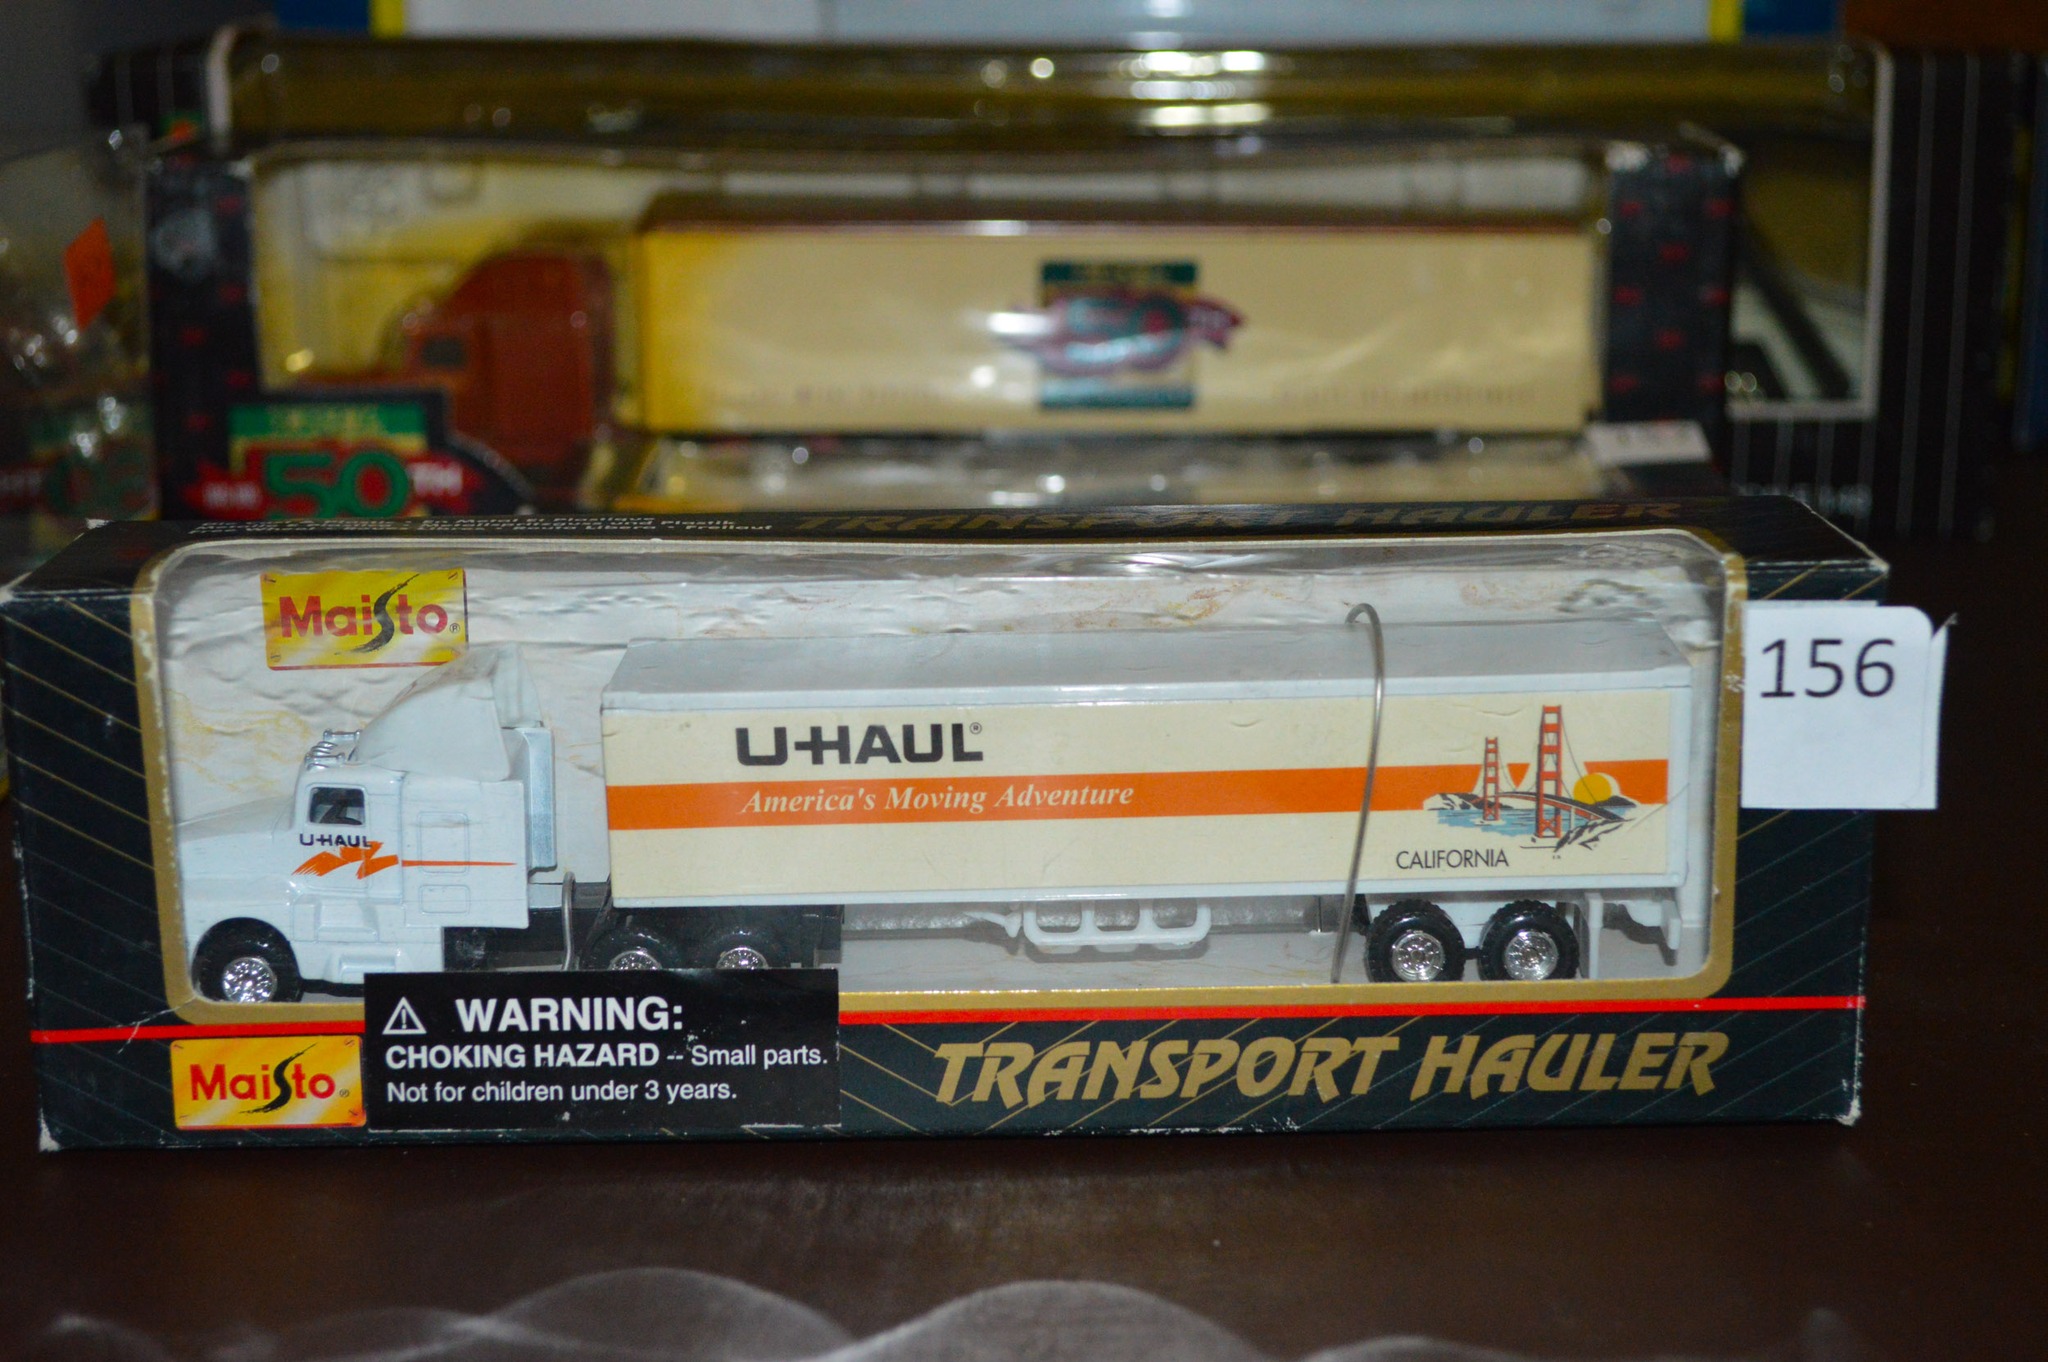 50TH
TRANSPORT HAULER
Maisto®
156
U-HAUL®
America's Moving Adventure
U-HAUL
CALIFORNIA
WARNING:
CHOKING HAZARD -- Small parts.
Not for children under 3 years.
Maisto®
TRANSPORT HAULER